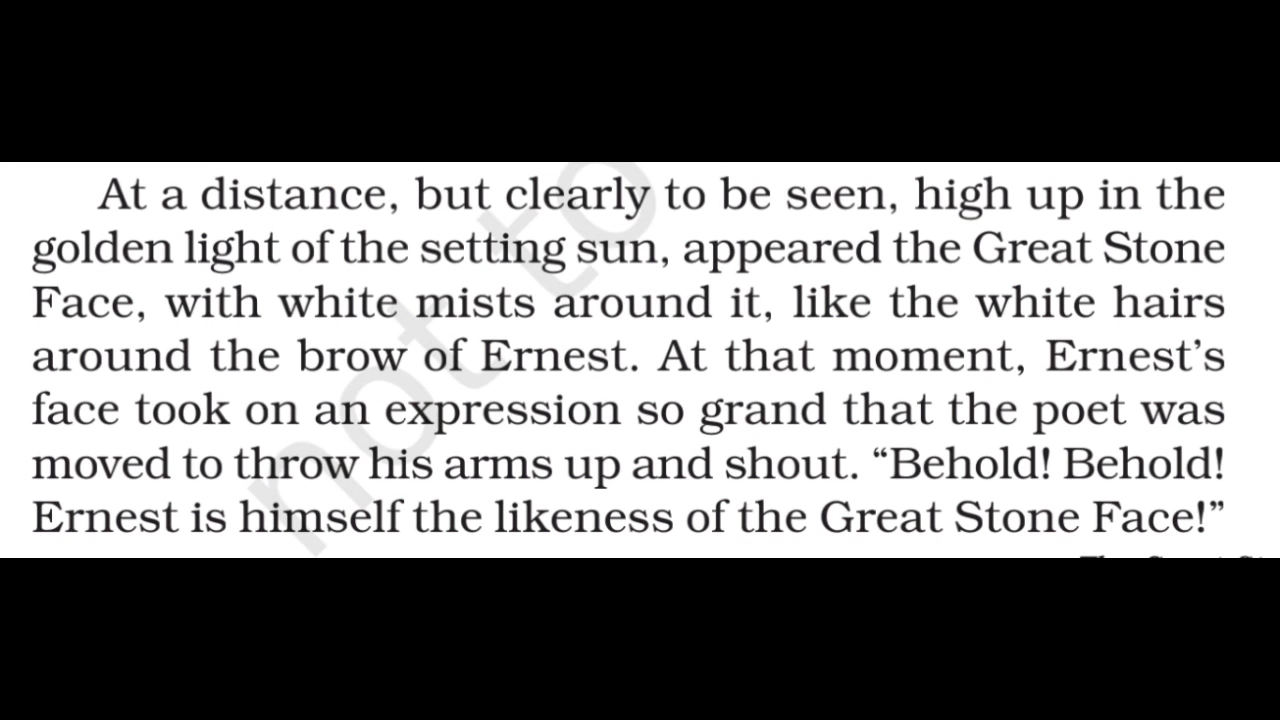 At a distance, but clearly to be seen, high up in the
golden light of the setting sun, appeared the Great Stone
Face, with white mists around it, like the white hairs
around the brow of Ernest. At that moment, Ernest’s
face took on an expression so grand that the poet was
moved to throw his arms up and shout. “Behold! Behold!
Ernest is himself the likeness of the Great Stone Face!”
not to